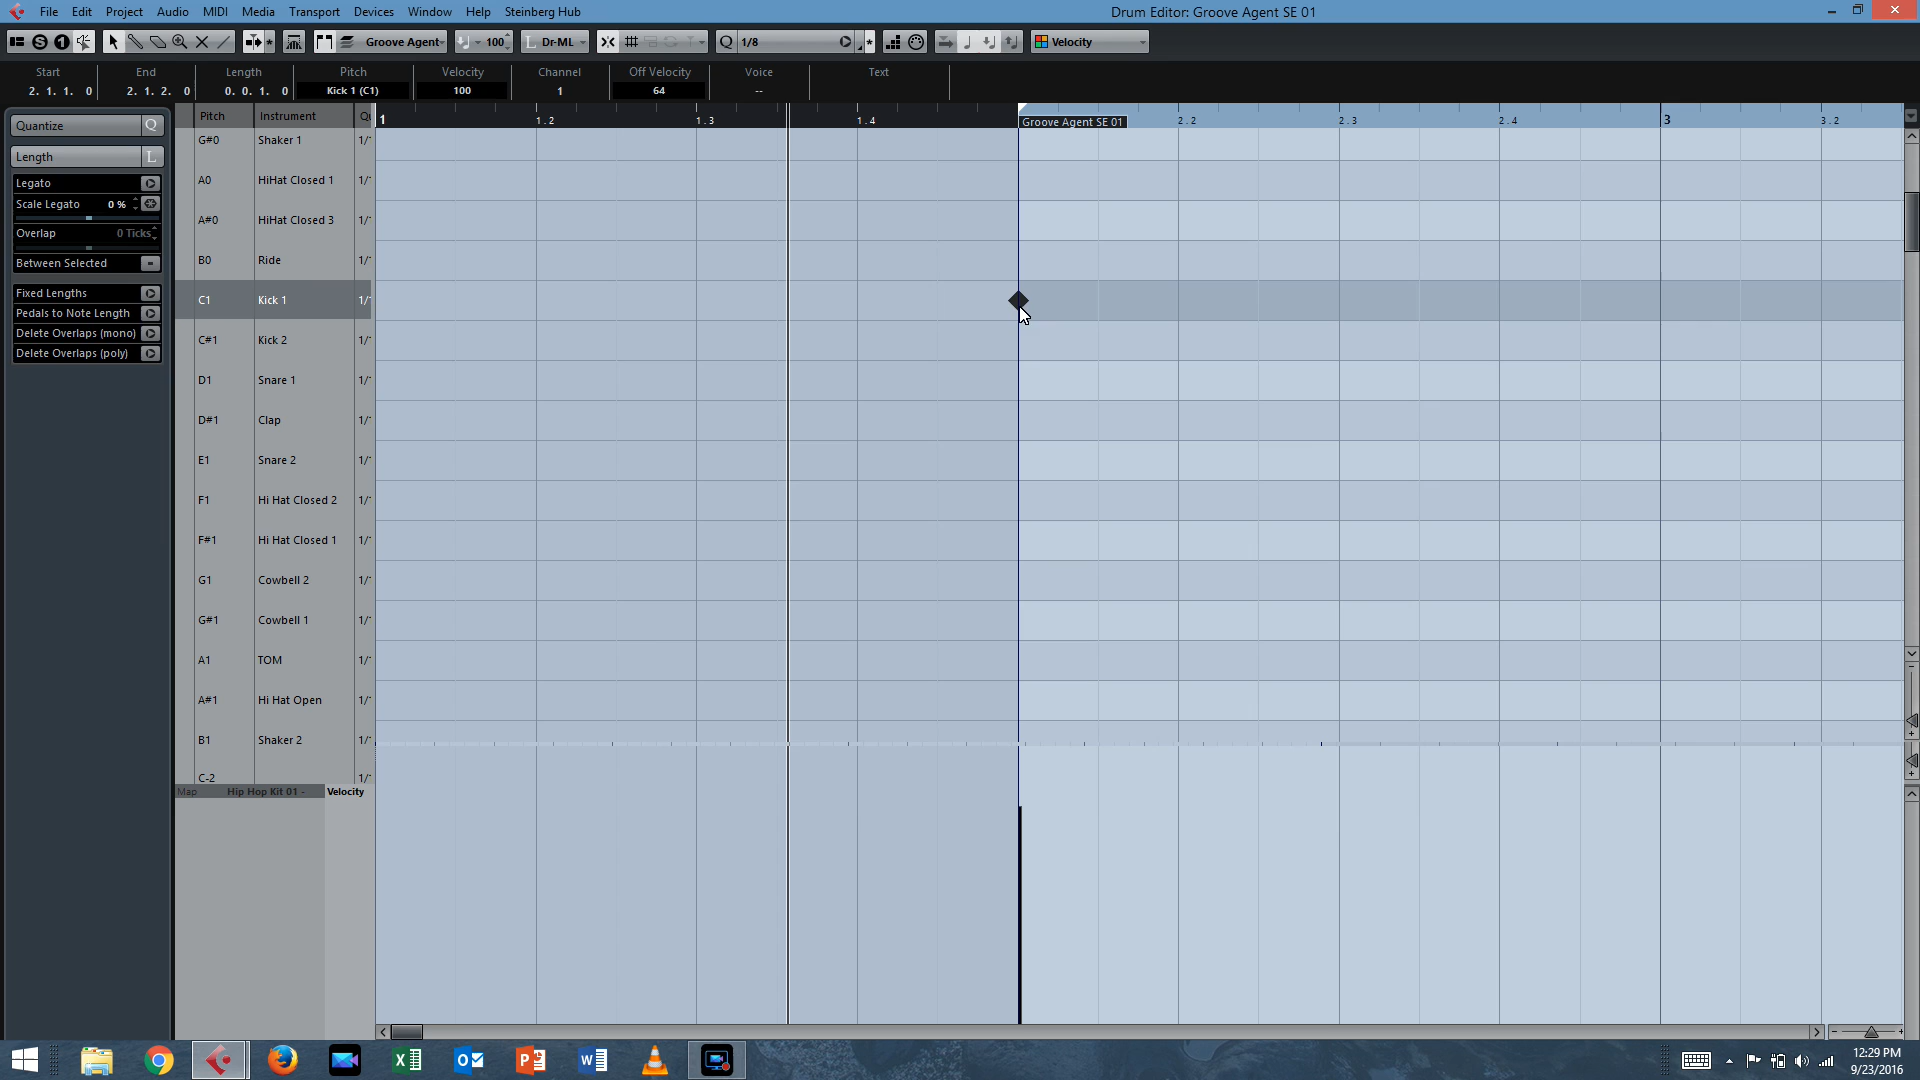 File Edit Project Audio MIDI Media Transport Devices Window Help Steinberg Hub Drum Editor: Groove Agent SE 01
Groove Agent 100 Dr-ML Q 1/8 Velocity
Start End Length Pitch Velocity Channel Off Velocity Voice Text
2. 1. 1. 0 2. 1. 2. 0 0. 0. 1. 0 Kick 1 (C1) 100 1 64 --
Quantize Q
Length L
Legato
Scale Legato 0 %
Overlap 0 Ticks
Between Selected
Fixed Lengths
Pedals to Note Length
Delete Overlaps (mono)
Delete Overlaps (poly)
Pitch Instrument 1 1.2 1.3 1.4 Groove Agent SE 01 2.2 2.3 2.4 3 3.2
G#0 Shaker 1
A0 HiHat Closed 1
A#0 HiHat Closed 3
B0 Ride
C1 Kick 1
C#1 Kick 2
D1 Snare 1
D#1 Clap
E1 Snare 2
F1 Hi Hat Closed 2
F#1 Hi Hat Closed 1
G1 Cowbell 2
G#1 Cowbell 1
A1 TOM
A#1 Hi Hat Open
B1 Shaker 2
C-2
Map Hip Hop Kit 01 - Velocity
12:29 PM
9/23/2016